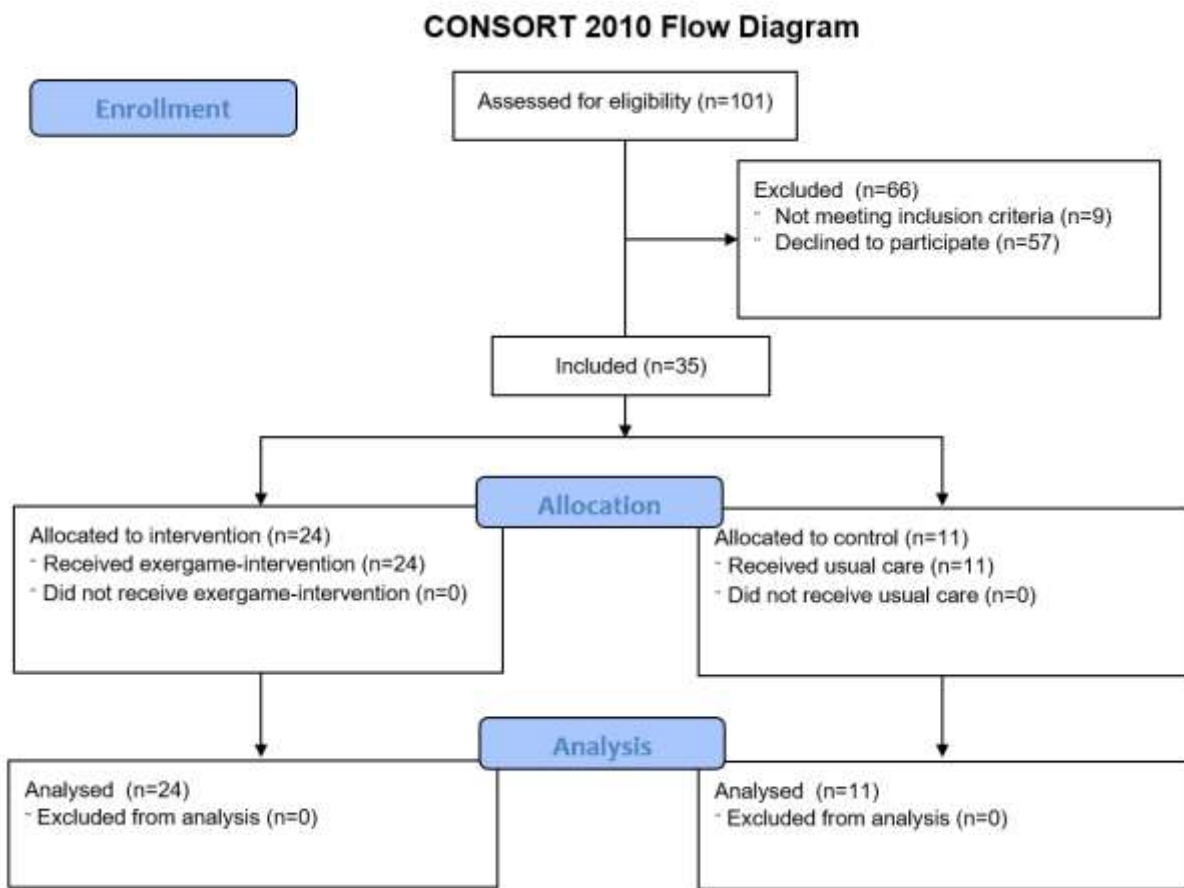 CONSORT 2010 Flow Diagram
Enrollment
Assessed for eligibility (n=101)
Excluded (n=66)
¨ Not meeting inclusion criteria (n=9)
¨ Declined to participate (n=57)
Included (n=35)
Allocation
Allocated to intervention (n=24)
¨ Received exergame-intervention (n=24)
¨ Did not receive exergame-intervention (n=0)
Allocated to control (n=11)
¨ Received usual care (n=11)
¨ Did not receive usual care (n=0)
Analysis
Analysed (n=24)
¨ Excluded from analysis (n=0)
Analysed (n=11)
¨ Excluded from analysis (n=0)